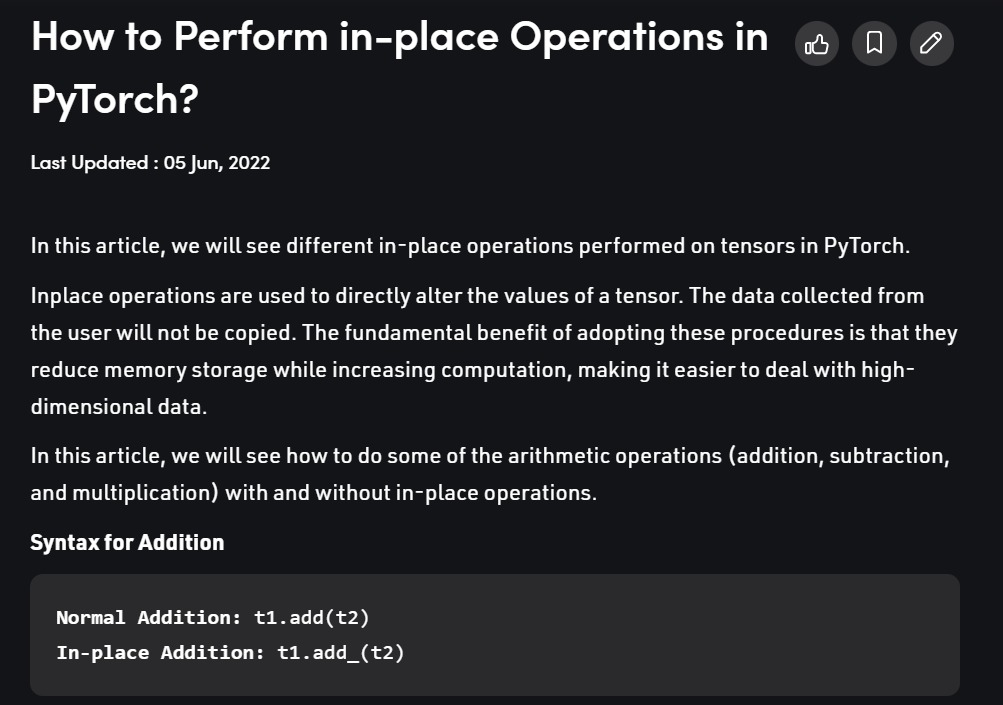 How to Perform in-place Operations in
PyTorch?
Last Updated : 05 Jun, 2022
In this article, we will see different in-place operations performed on tensors in PyTorch.
Inplace operations are used to directly alter the values of a tensor. The data collected from
the user will not be copied. The fundamental benefit of adopting these procedures is that they
reduce memory storage while increasing computation, making it easier to deal with high-
dimensional data.
In this article, we will see how to do some of the arithmetic operations (addition, subtraction,
and multiplication) with and without in-place operations.
Syntax for Addition
Normal Addition: t1.add(t2)
In-place Addition: t1.add_(t2)